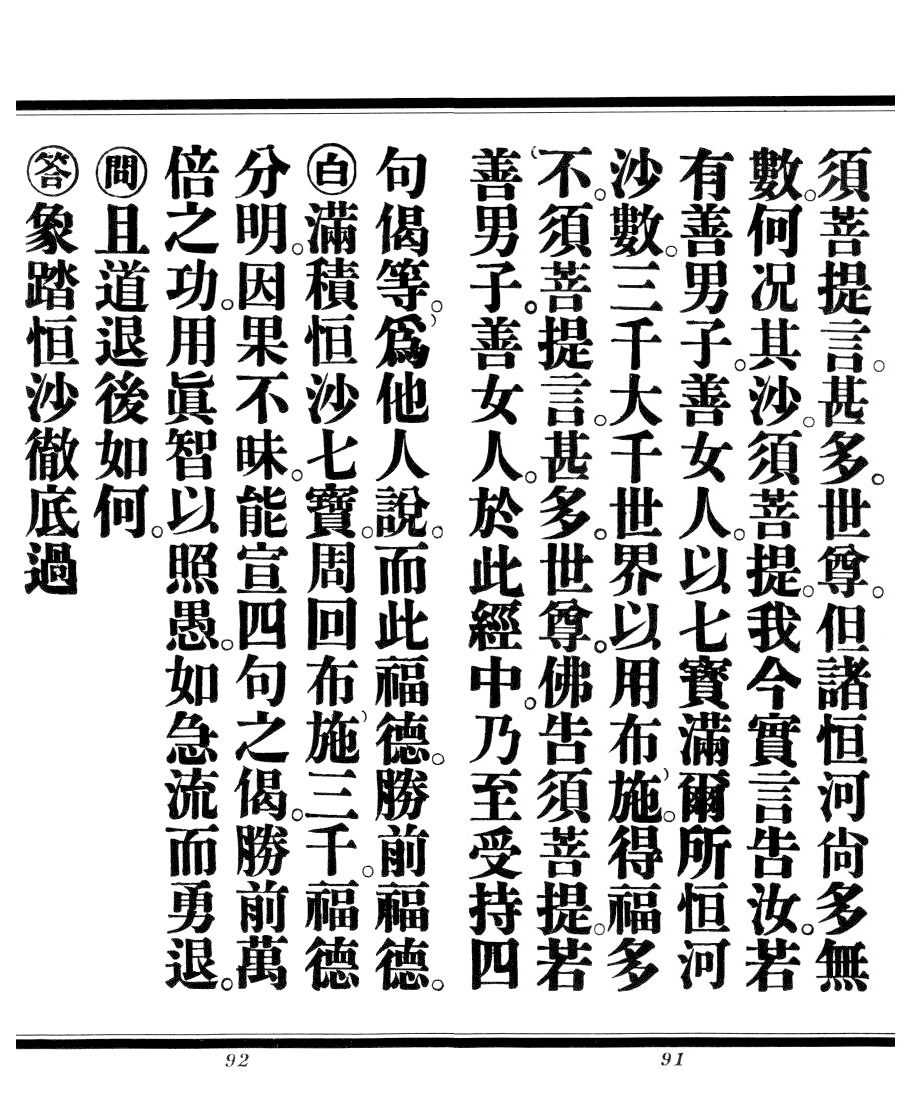 須菩提言。甚多。世尊。但諸恒河尙多無
數。何况其沙。須菩提。我今實言告汝。若
有善男子。善女人。以七寶滿爾所恒河
沙數。三千大千世界以用布施。得福多
不。須菩提言。甚多。世尊。佛告須菩提。若
善男子。善女人。於此經中。乃至受持四
句偈等。爲他人說。而此福德。勝前福德。
㊐滿積恒沙七寶。周回布施。三千。福德
分明。因果不味。能宣四句之偈。勝前萬
倍之功。用眞智以照愚。如急流而勇退。
問且道退後如何。
答象踏恒沙徹底過
91
92